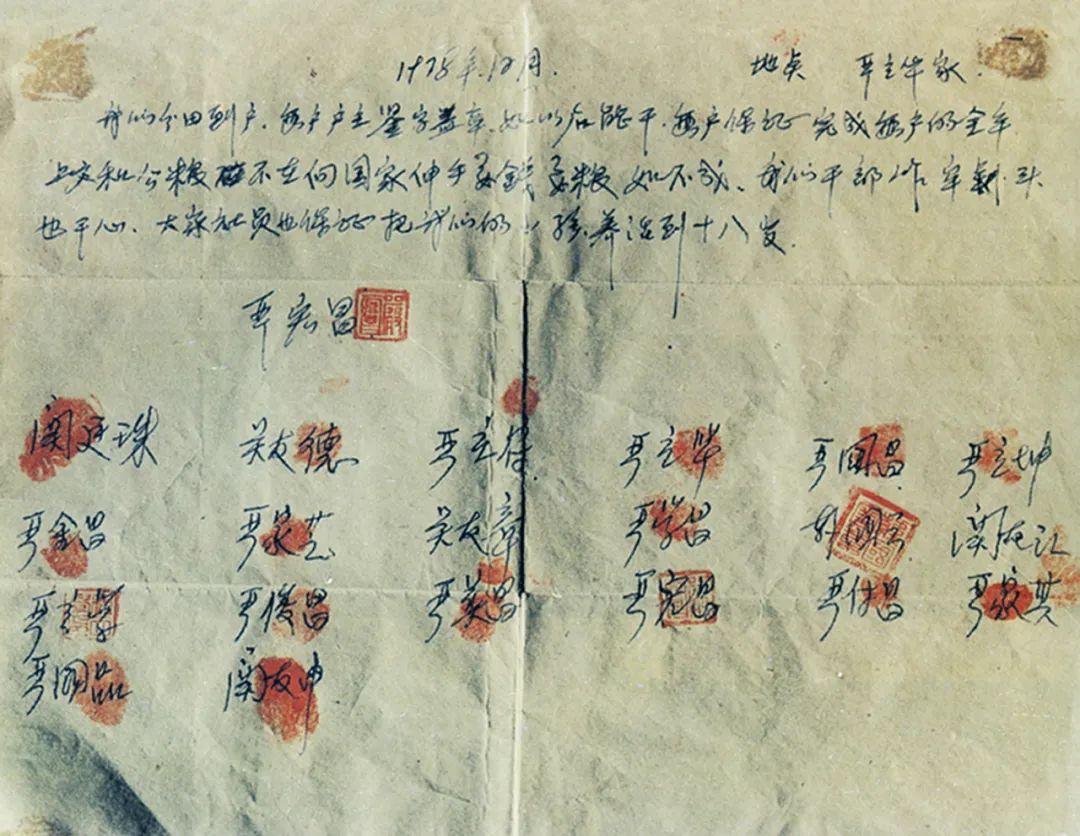 1978年12月. 地点 严立华家.
我们分田到户.每户户主签字盖章.如以后能干.每户保证完成每户的全年
上交和公粮不在向国家伸手要钱要粮如不成.我们干部作牢刹头
也干心.大家社员也保证把我们的小孩养活到十八岁.
严宏昌
关廷珠 关友德 严立符 严立华 严国昌 严立坤
严金昌 严家芝 关友章 严学昌 韩国云 关友江
严立学 严俊昌 严美昌 严宏昌 严付昌 严家其
严国品 关友申